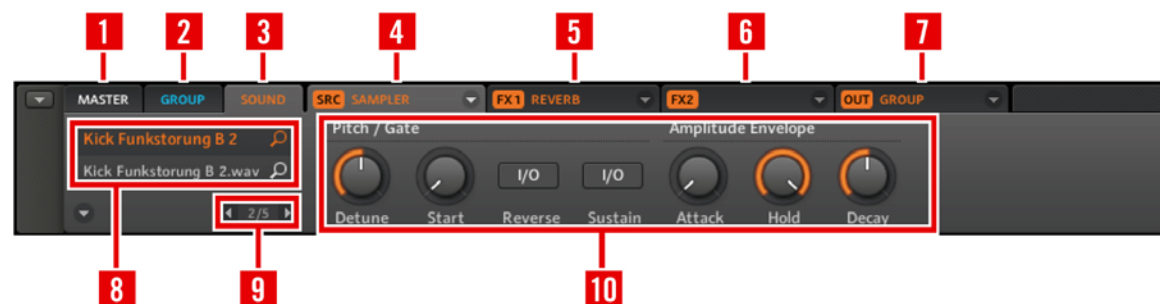 1 2 3 4 5 6 7
MASTER GROUP SOUND SRC SAMPLER FX1 REVERB FX2 OUT GROUP
Kick Funkstorung B 2 Pitch / Gate Amplitude Envelope
Kick Funkstorung B 2.wav I/O I/O
2/5 Detune Start Reverse Sustain Attack Hold Decay
8 9 10